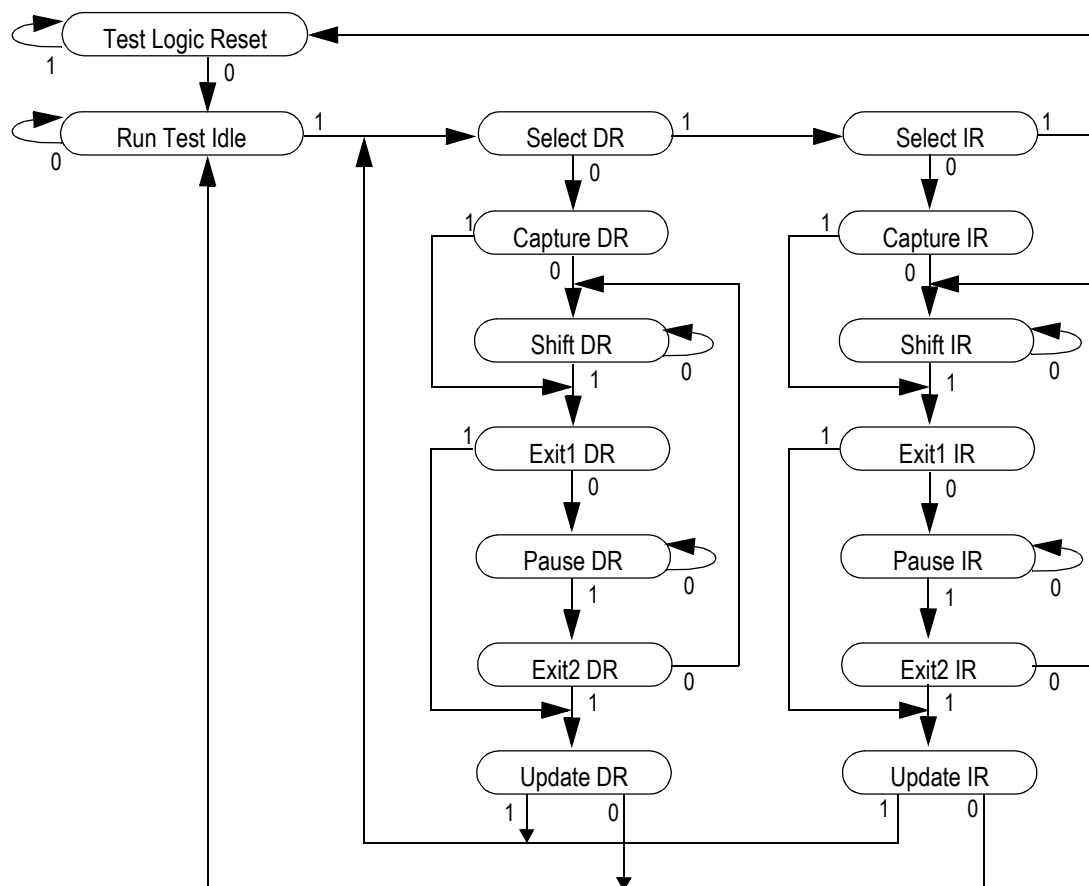 Test Logic Reset
1
0
Run Test Idle
1
Select DR
1
Select IR
1
0
0
0
1
Capture DR
1
Capture IR
0
0
Shift DR
0
Shift IR
0
1
1
1
Exit1 DR
1
Exit1 IR
0
0
Pause DR
0
Pause IR
0
1
1
Exit2 DR
0
Exit2 IR
0
1
1
Update DR
Update IR
1
0
1
0